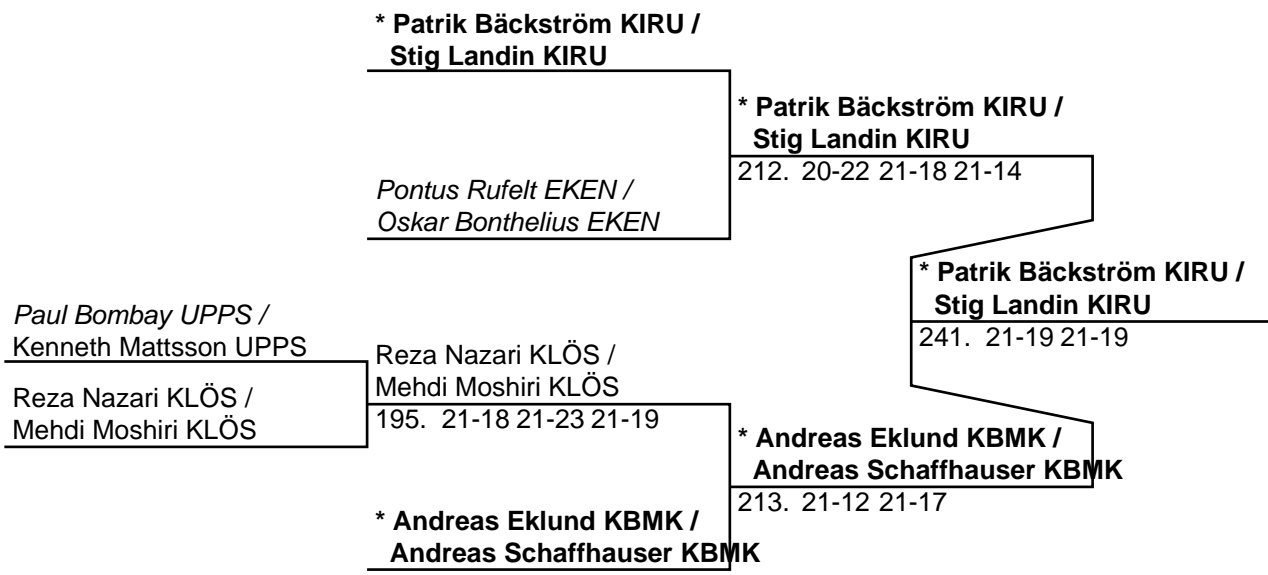 * Patrik Bäckström KIRU /
Stig Landin KIRU
* Patrik Bäckström KIRU /
Stig Landin KIRU
212. 20-22 21-18 21-14
Pontus Rufelt EKEN /
Oskar Bonthelius EKEN
* Patrik Bäckström KIRU /
Stig Landin KIRU
241. 21-19 21-19
Paul Bombay UPPS /
Kenneth Mattsson UPPS
Reza Nazari KLÖS /
Mehdi Moshiri KLÖS
195. 21-18 21-23 21-19
Reza Nazari KLÖS /
Mehdi Moshiri KLÖS
* Andreas Eklund KBMK /
Andreas Schaffhauser KBMK
213. 21-12 21-17
* Andreas Eklund KBMK /
Andreas Schaffhauser KBMK